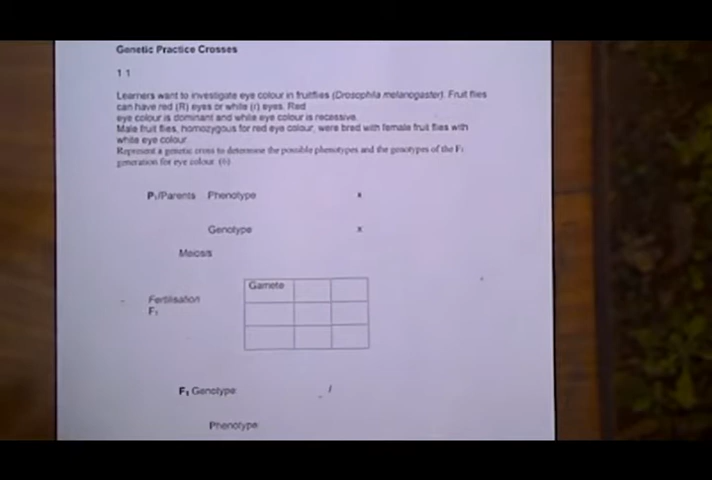 Genetic Practice Crosses
1 1
Learners want to investigate eye colour in fruitflies (Drosophila melanogaster). Fruit flies
can have red (R) eyes or white (r) eyes. Red
eye colour is dominant and white eye colour is recessive.
Male fruit flies, homozygous for red eye colour, were bred with female fruit flies with
white eye colour.
Represent a genetic cross to determine the possible phenotypes and the genotypes of the F₁
generation for eye colour. (6)
P₁/Parents Phenotype x
Genotype x
Meiosis
Gamete
Fertilisation
F₁
F₁ Genotype /
Phenotype